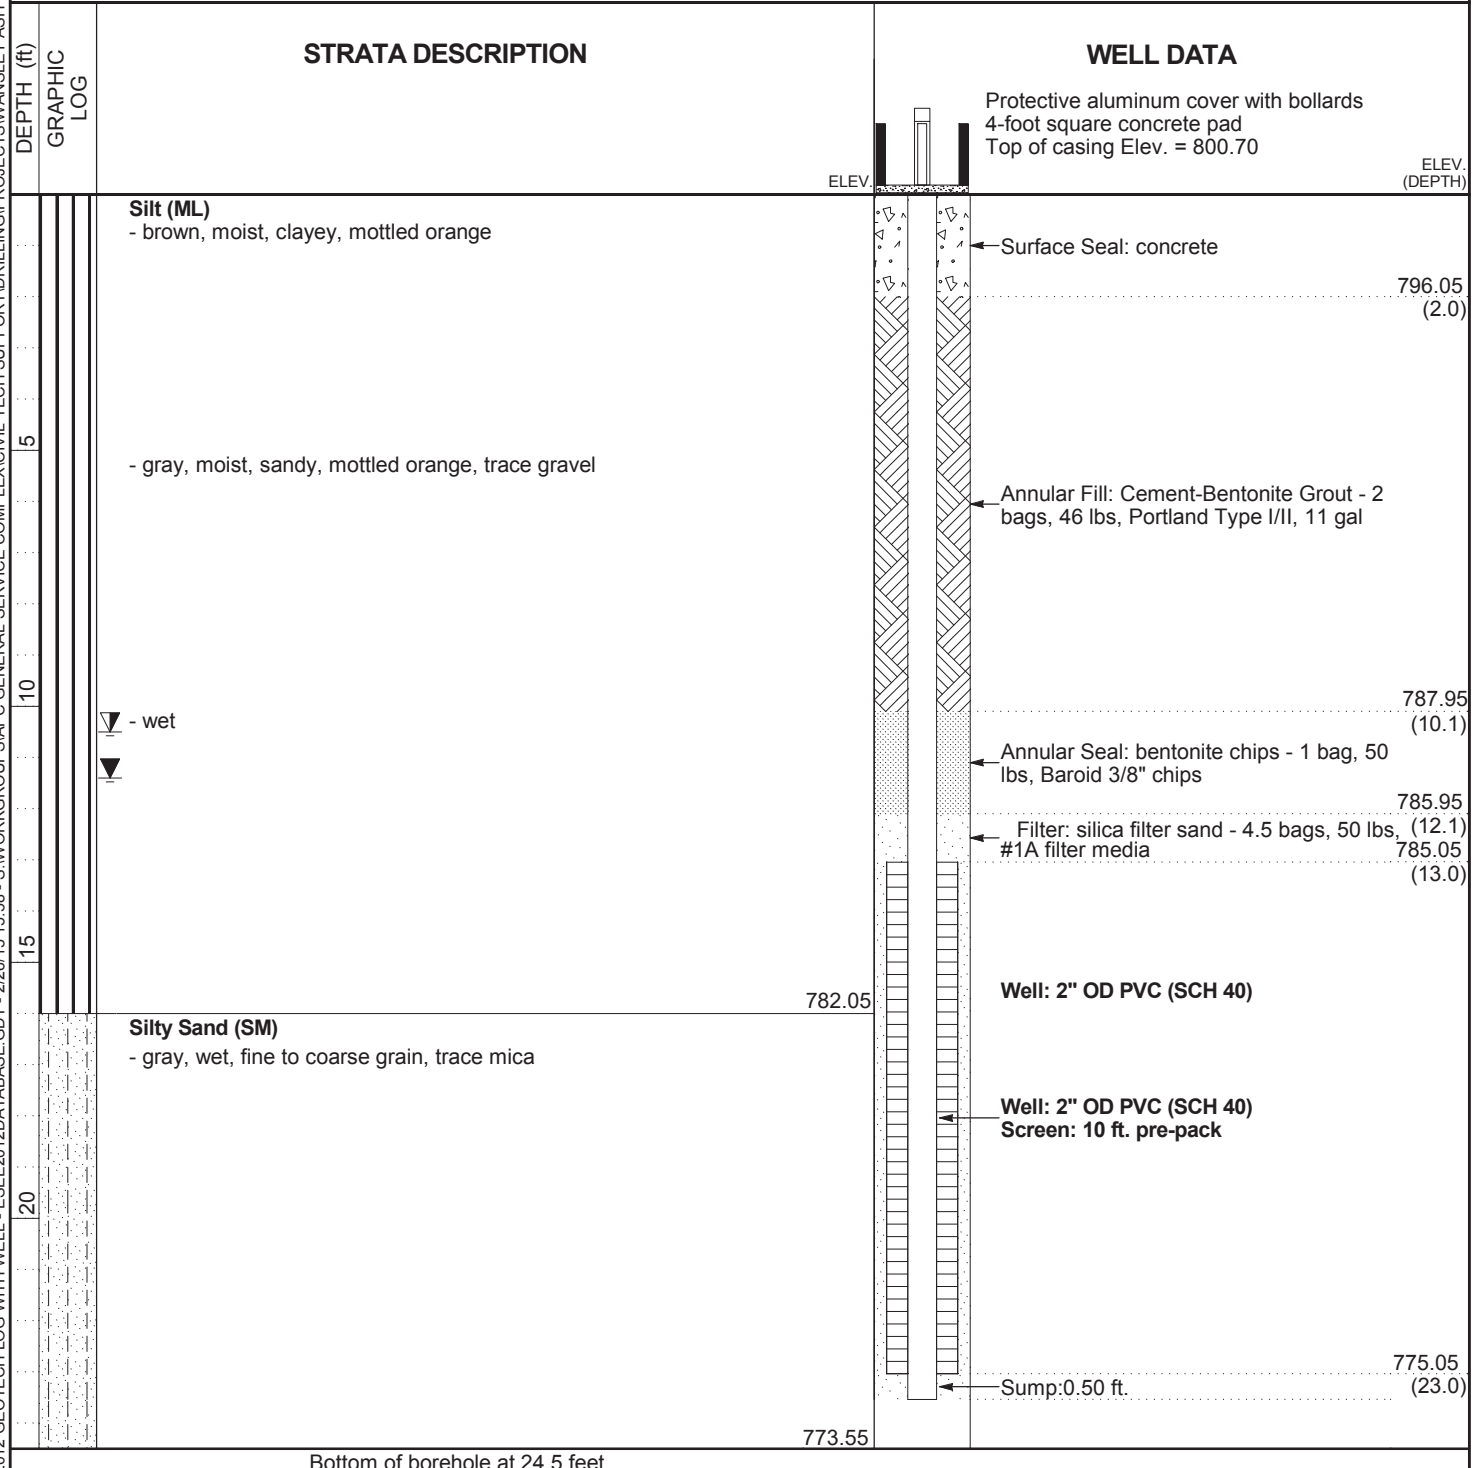 DEPTH (ft)
GRAPHIC
LOG
STRATA DESCRIPTION
ELEV.
WELL DATA
Protective aluminum cover with bollards
4-foot square concrete pad
Top of casing Elev. = 800.70
ELEV.
(DEPTH)
Silt (ML)
- brown, moist, clayey, mottled orange
Surface Seal: concrete
796.05
(2.0)
5
- gray, moist, sandy, mottled orange, trace gravel
Annular Fill: Cement-Bentonite Grout - 2
bags, 46 lbs, Portland Type I/II, 11 gal
10
787.95
(10.1)
- wet
Annular Seal: bentonite chips - 1 bag, 50
lbs, Baroid 3/8" chips
785.95
(12.1)
Filter: silica filter sand - 4.5 bags, 50 lbs,
#1A filter media
785.05
(13.0)
15
Well: 2" OD PVC (SCH 40)
782.05
Silty Sand (SM)
- gray, wet, fine to coarse grain, trace mica
Well: 2" OD PVC (SCH 40)
Screen: 10 ft. pre-pack
20
775.05
(23.0)
Sump:0.50 ft.
773.55
Bottom of borehole at 24.5 feet